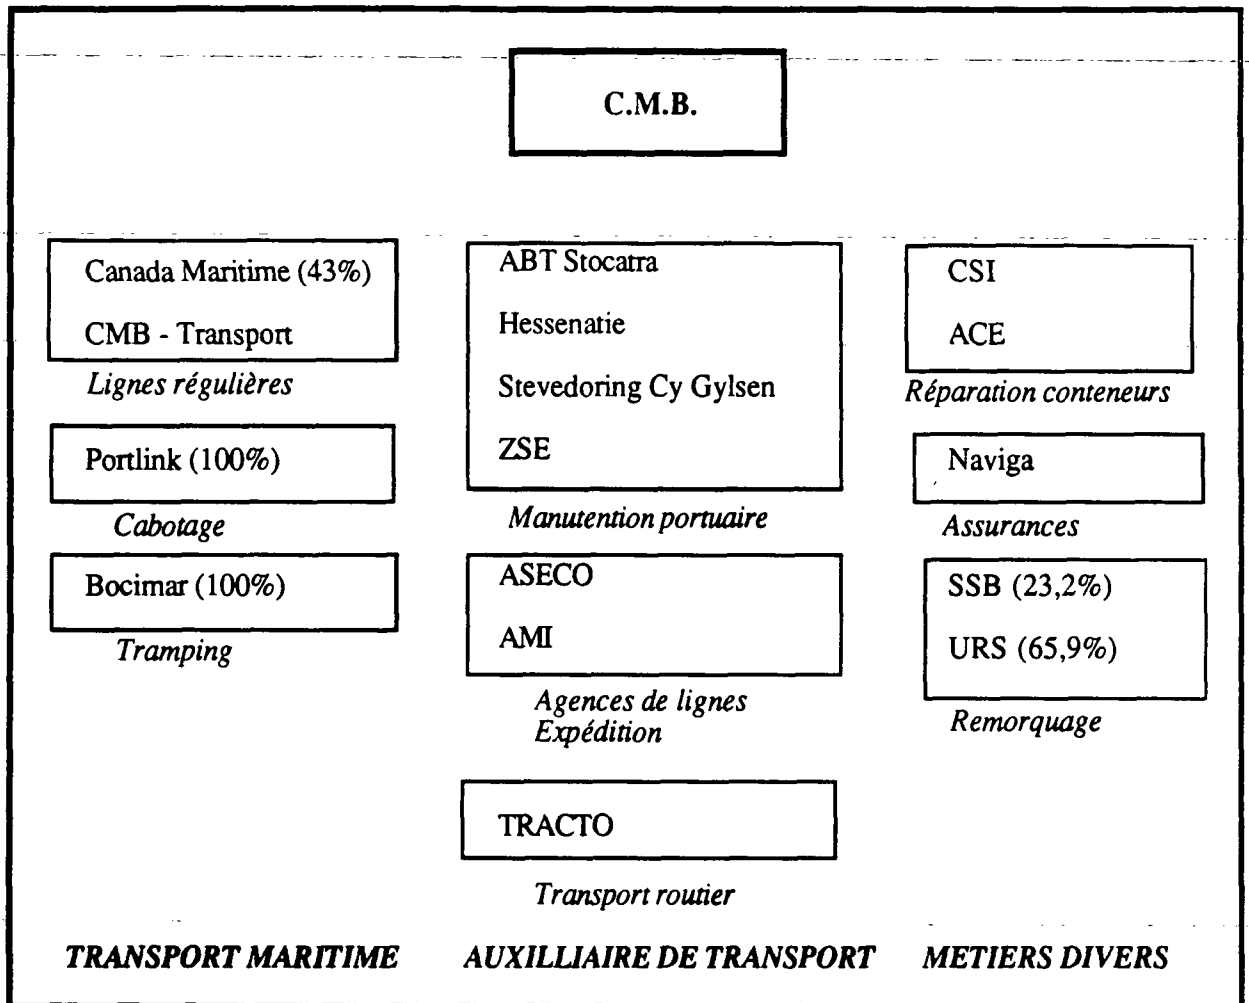 C.M.B.
Canada Maritime (43%)
CMB - Transport
Lignes régulières
Portlink (100%)
Cabotage
Bocimar (100%)
Tramping
ABT Stocatra
Hessenatie
Stevedoring Cy Gylsen
ZSE
Manutention portuaire
ASECO
AMI
Agences de lignes
Expédition
TRACTO
Transport routier
CSI
ACE
Réparation conteneurs
Naviga
Assurances
SSB (23,2%)
URS (65,9%)
Remorquage
TRANSPORT MARITIME
AUXILLIAIRE DE TRANSPORT
METIERS DIVERS